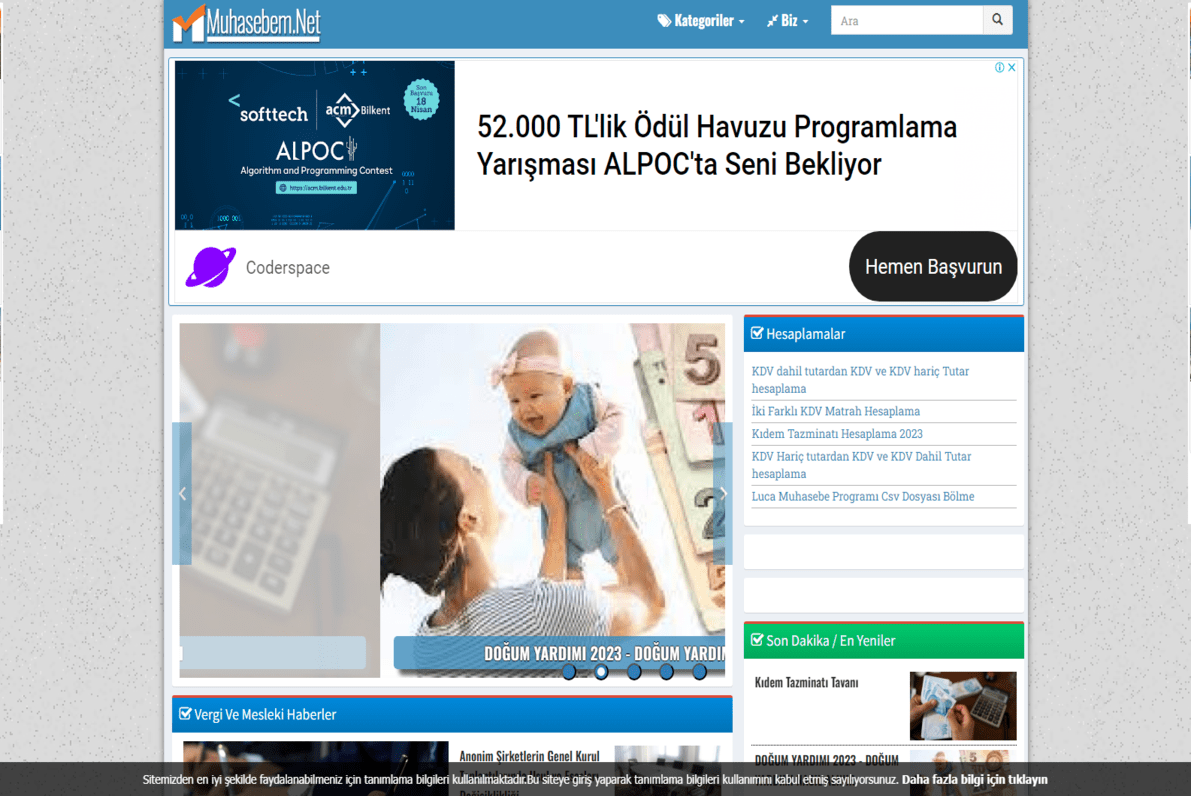 Muhasebem.Net
Kategoriler
Biz
Ara
softtech
acm Bilkent
Son Başvuru
18
Nisan
ALPOC
Algorithm and Programming Contest
https://acm.bilkent.edu.tr
52.000 TL'lik Ödül Havuzu Programlama
Yarışması ALPOC'ta Seni Bekliyor
Coderspace
Hemen Başvurun
DOĞUM YARDIMI 2023 - DOĞUM YARDIM
Hesaplamalar
KDV dahil tutardan KDV ve KDV hariç Tutar
hesaplama
İki Farklı KDV Matrah Hesaplama
Kıdem Tazminatı Hesaplama 2023
KDV Hariç tutardan KDV ve KDV Dahil Tutar
hesaplama
Luca Muhasebe Programı Csv Dosyası Bölme
Son Dakika / En Yeniler
Kıdem Tazminatı Tavanı
DOĞUM YARDIMI 2023 - DOĞUM
Vergi Ve Mesleki Haberler
Anonim Şirketlerin Genel Kurul
Sitemizden en iyi şekilde faydalanabilmeniz için tanımlama bilgileri kullanılmaktadır.Bu siteye giriş yaparak tanımlama bilgileri kullanımını kabul etmiş sayılıyorsunuz. Daha fazla bilgi için tıklayın